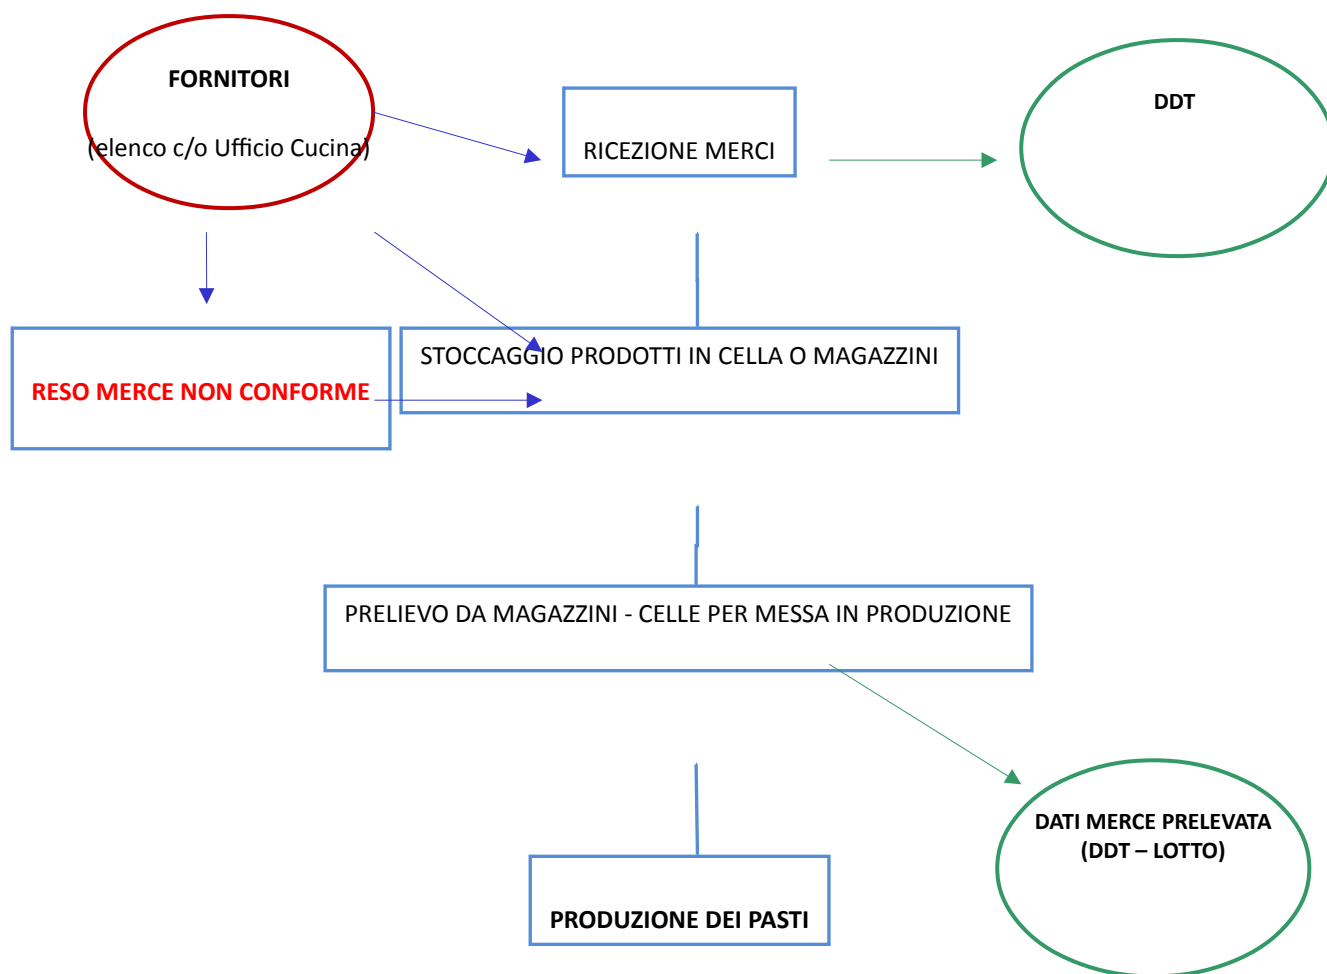 FORNITORI
(elenco c/o Ufficio Cucina)
RICEZIONE MERCI
DDT
RESO MERCE NON CONFORME
STOCCAGGIO PRODOTTI IN CELLA O MAGAZZINI
PRELIEVO DA MAGAZZINI - CELLE PER MESSA IN PRODUZIONE
DATI MERCE PRELEVATA
(DDT – LOTTO)
PRODUZIONE DEI PASTI